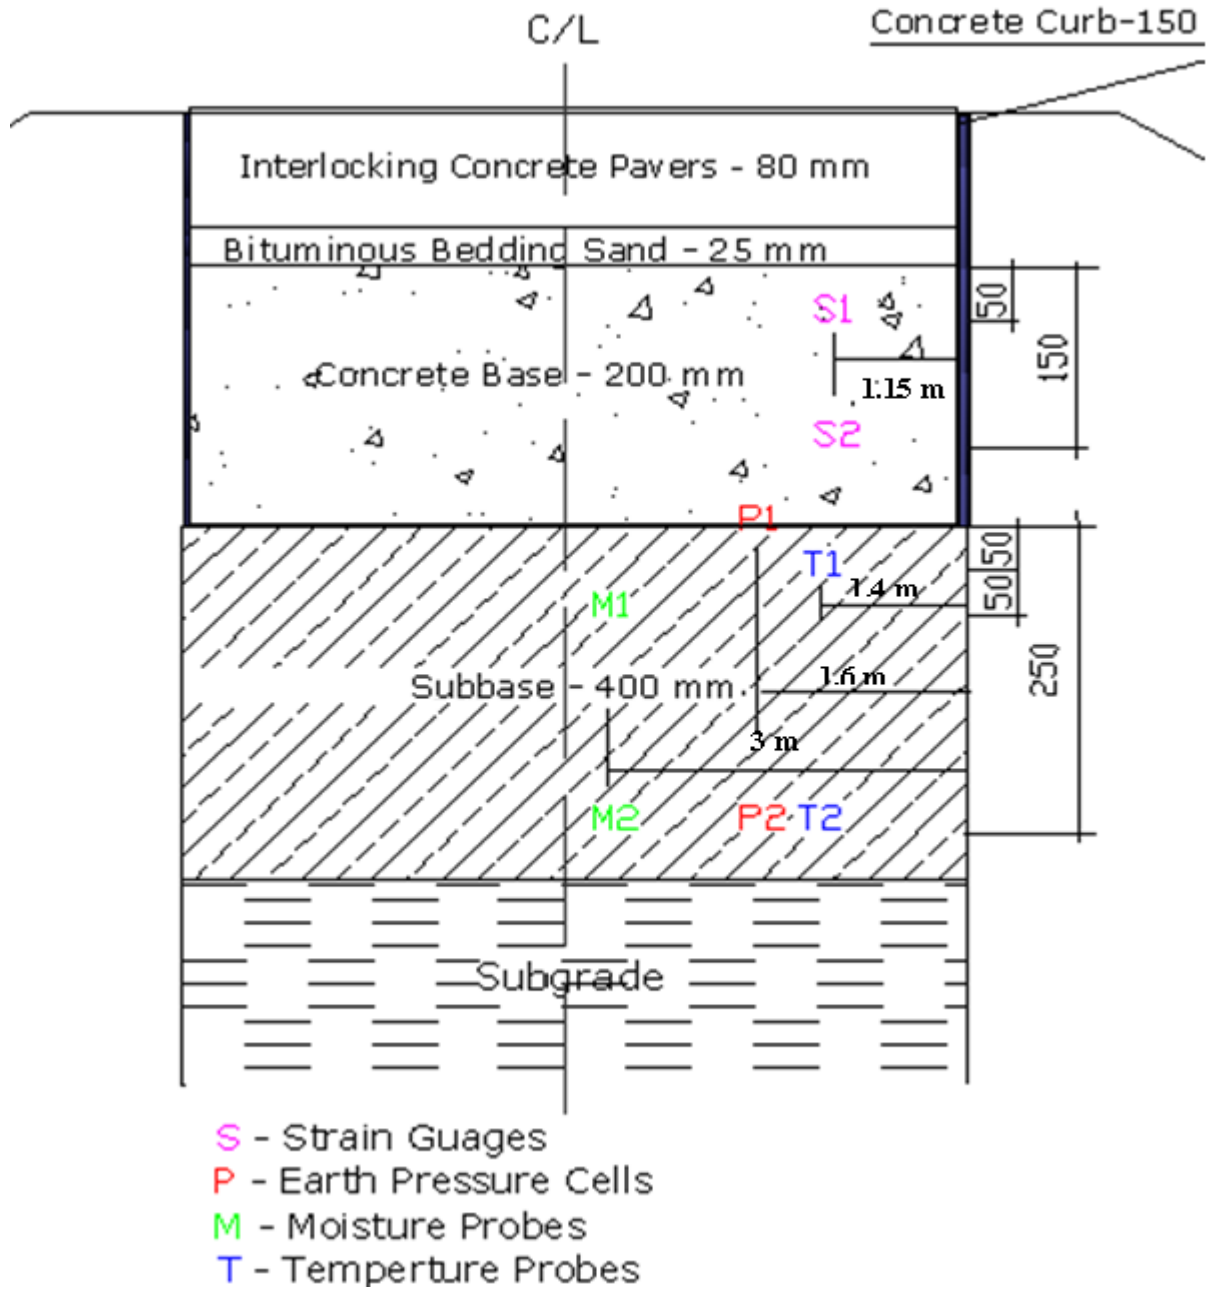 C/L
Concrete Curb-150
Interlocking Concrete Pavers - 80 mm
Bituminous Bedding Sand - 25 mm
S1
50
Concrete Base - 200 mm
150
1.15 m
S2
P1
T1
50
1.4 m
50
M1
Subbase - 400 mm
1.6 m
250
3 m
M2
P2
T2
Subgrade
S - Strain Guages
P - Earth Pressure Cells
M - Moisture Probes
T - Temperture Probes